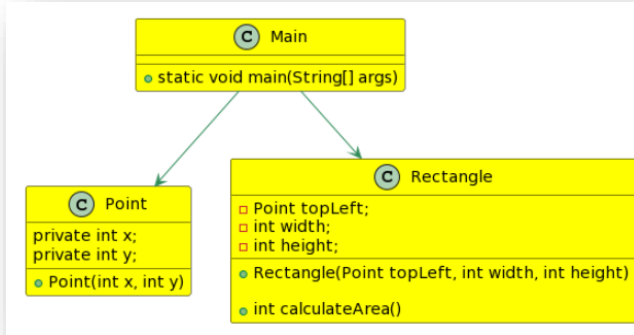 C Main
static void main(String[] args)
C Point
private int x;
private int y;
Point(int x, int y)
C Rectangle
Point topLeft;
int width;
int height;
Rectangle(Point topLeft, int width, int height)
int calculateArea()